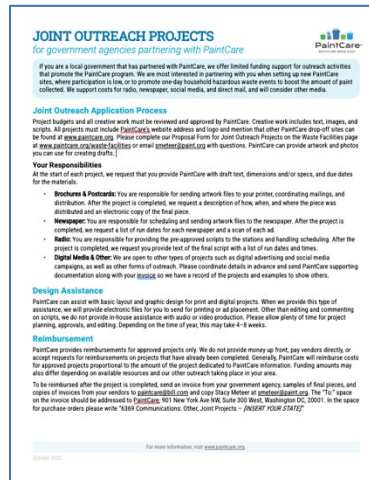 JOINT OUTREACH PROJECTS
for government agencies partnering with PaintCare
PaintCare
RECYCLING MADE EASY
If you are a local government that has partnered with PaintCare, we offer limited funding support for outreach activities
that promote the PaintCare program. We are most interested in partnering with you when setting up new PaintCare
sites, where participation is low, or to promote one-day household hazardous waste events to boost the amount of paint
collected. We support costs for radio, newspaper, social media, and direct mail, and will consider other media.
Joint Outreach Application Process
Project budgets and all creative work must be reviewed and approved by PaintCare. Creative work includes text, images, and
scripts. All projects must include PaintCare's website address and logo and mention that other PaintCare drop-off sites can
be found at www.paintcare.org. Please complete our Proposal Form for Joint Outreach Projects on the Waste Facilities page
at www.paintcare.org/waste-facilities or email smeteer@paint.org with questions. PaintCare can provide artwork and photos
you can use for creating drafts.
Your Responsibilities
At the start of each project, we request that you provide PaintCare with draft text, dimensions and/or specs, and due dates
for the materials.
• Brochures & Postcards: You are responsible for sending artwork files to your printer, coordinating mailings, and
distribution. After the project is completed, we request a description of how, when, and where the piece was
distributed and an electronic copy of the final piece.
• Newspaper: You are responsible for scheduling and sending artwork files to the newspaper. After the project is
completed, we request a list of run dates for each newspaper and a scan of each ad.
• Radio: You are responsible for providing the pre-approved scripts to the stations and handling scheduling. After the
project is completed, we request you provide text of the final script with a list of run dates and times.
• Digital Media & Other: We are open to other types of projects such as digital advertising and social media
campaigns, as well as other forms of outreach. Please coordinate details in advance and send PaintCare supporting
documentation along with your invoice so we have a record of the projects and examples to show others.
Design Assistance
PaintCare can assist with basic layout and graphic design for print and digital projects. When we provide this type of
assistance, we will provide electronic files for you to send for printing or ad placement. Other than editing and commenting
on scripts, we do not provide in-house assistance with audio or video production. Please allow plenty of time for project
planning, approvals, and editing. Depending on the time of year, this may take 4–8 weeks.
Reimbursement
PaintCare provides reimbursements for approved projects only. We do not provide money up front, pay vendors directly, or
accept requests for reimbursements on projects that have already been completed. Generally, PaintCare will reimburse costs
for approved projects proportional to the amount of the project dedicated to PaintCare information. Funding amounts may
also differ depending on available resources and our other outreach taking place in your area.
To be reimbursed after the project is completed, send an invoice from your government agency, samples of final pieces, and
copies of invoices from your vendors to paintcare@bill.com and copy Stacy Meteer at smeteer@paint.org. The "To:" space
on the invoice should be addressed to PaintCare, 901 New York Ave NW, Suite 300 West, Washington DC, 20001. In the space
for purchase orders please write "6369 Communications: Other, Joint Projects – [INSERT YOUR STATE]"
For more information, visit www.paintcare.org.